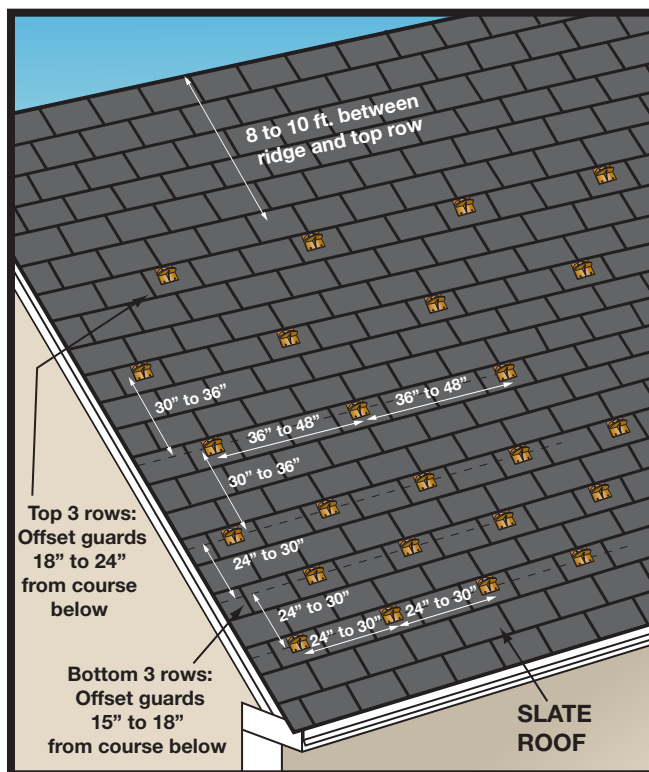 8 to 10 ft. between
ridge and top row
30” to 36”
36” to 48”
36” to 48”
30” to 36”
24” to 30”
24” to 30”
24” to 30”
24” to 30”
Top 3 rows:
Offset guards
18” to 24”
from course
below
Bottom 3 rows:
Offset guards
15” to 18”
from course below
SLATE
ROOF